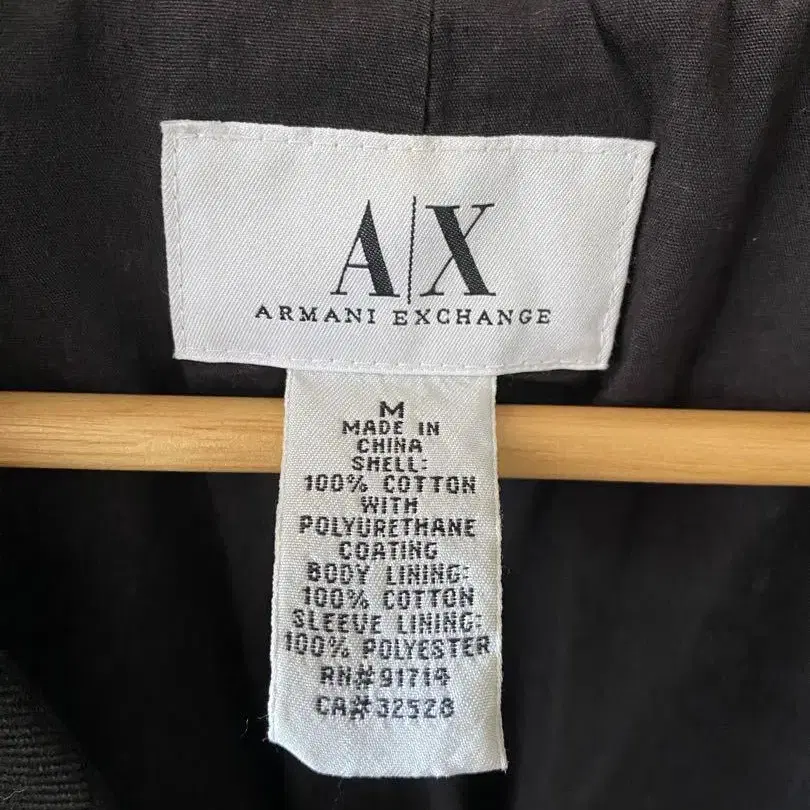 A|X
ARMANI EXCHANGE
M
MADE IN
CHINA
SHELL:
100% COTTON
WITH
POLYURETHANE
COATING
BODY LINING:
100% COTTON
SLEEVE LINING:
100% POLYESTER
RN# 91714
CA# 32528